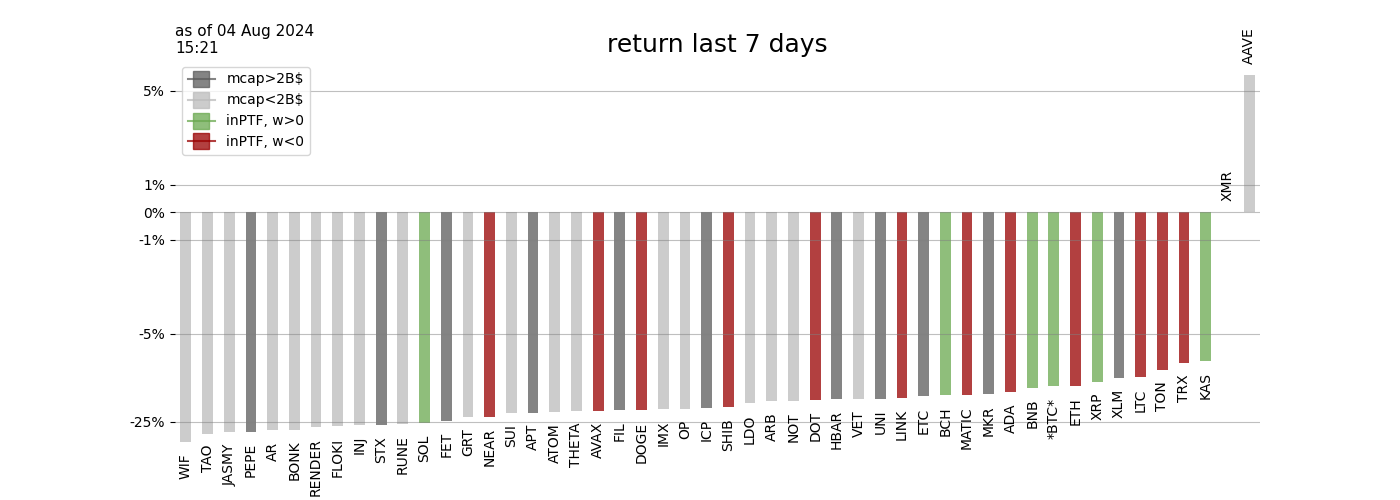 as of 04 Aug 2024
15:21
return last 7 days
mcap>2B$
mcap<2B$
inPTF, w>0
inPTF, w<0
5%
1%
0%
-1%
-5%
-25%
WIF
TAO
JASMY
PEPE
AR
BONK
RENDER
FLOKI
INJ
STX
RUNE
SOL
FET
GRT
NEAR
SUI
APT
ATOM
THETA
AVAX
FIL
DOGE
IMX
OP
ICP
SHIB
LDO
ARB
NOT
DOT
HBAR
VET
UNI
LINK
ETC
BCH
MATIC
MKR
ADA
BNB
*BTC*
ETH
XRP
XLM
LTC
TON
TRX
KAS
XMR
AAVE